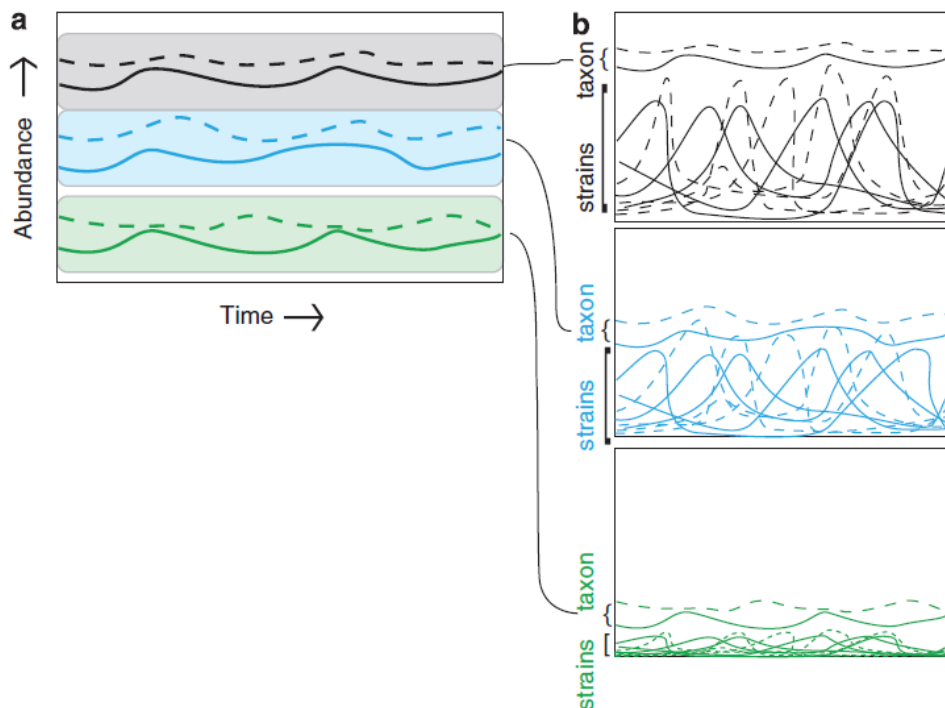 a
Abundance
Time
b
taxon
strains
taxon
strains
taxon
strains